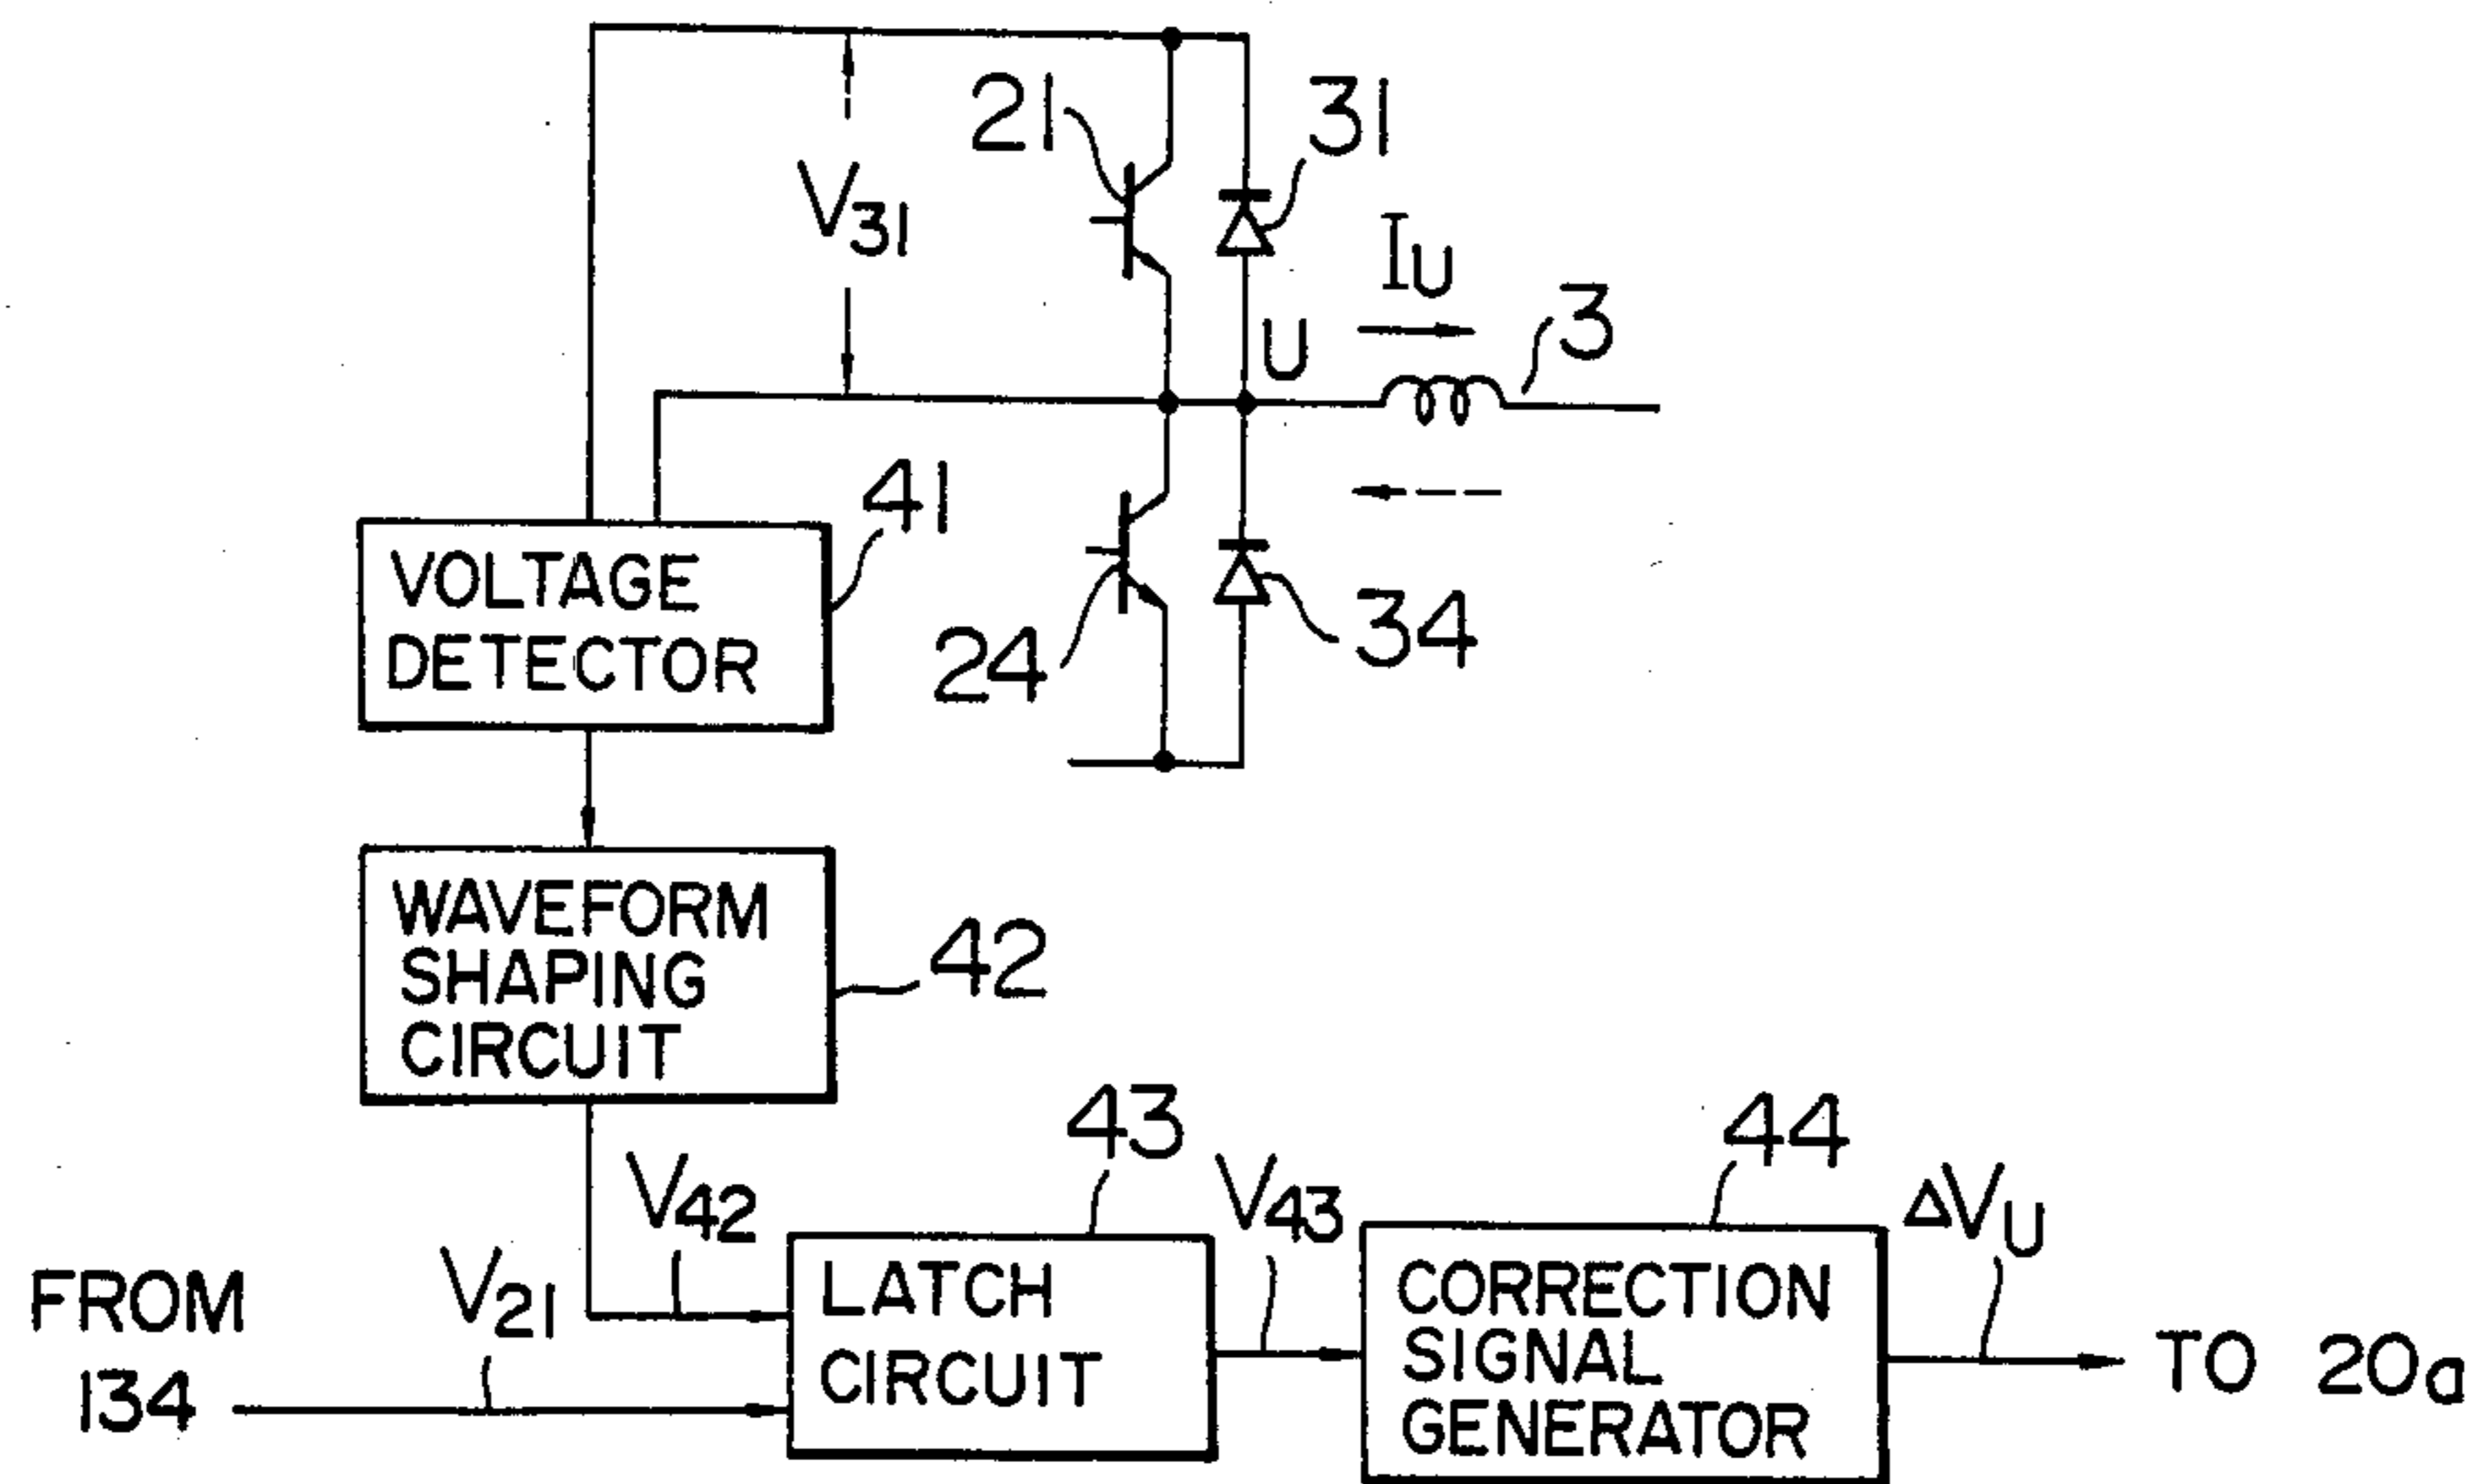 21
31
V31
IU
3
U
41
VOLTAGE
DETECTOR
24
34
WAVEFORM
SHAPING
CIRCUIT
42
43
44
V42
V43
ΔVU
V21
FROM
134
LATCH
CIRCUIT
CORRECTION
SIGNAL
GENERATOR
TO 20a